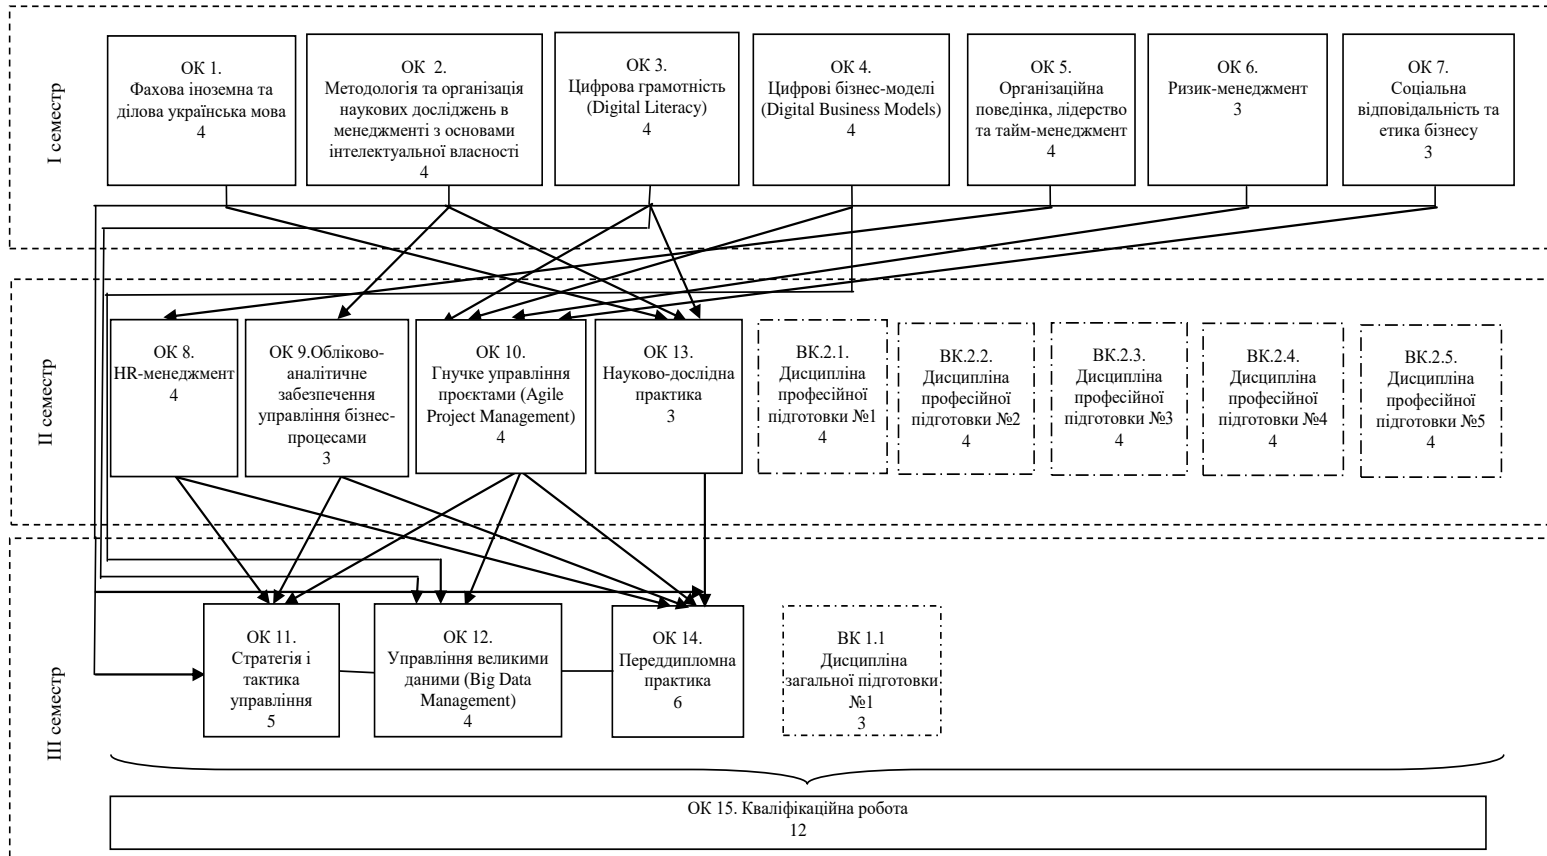 І семестр
ОК 1.
Фахова іноземна та
ділова українська мова
4
ОК 2.
Методологія та організація
наукових досліджень в
менеджменті з основами
інтелектуальної власності
4
ОК 3.
Цифрова грамотність
(Digital Literacy)
4
ОК 4.
Цифрові бізнес-моделі
(Digital Business Models)
4
ОК 5.
Організаційна
поведінка, лідерство
та тайм-менеджмент
4
ОК 6.
Ризик-менеджмент
3
ОК 7.
Соціальна
відповідальність та
етика бізнесу
3
ІІ семестр
ОК 8.
HR-менеджмент
4
ОК 9.Обліково-
аналітичне
забезпечення
управління бізнес-
процесами
3
ОК 10.
Гнучке управління
проєктами (Agile
Project Management)
4
ОК 13.
Науково-дослідна
практика
3
ВК.2.1.
Дисципліна
професійної
підготовки №1
4
ВК.2.2.
Дисципліна
професійної
підготовки №2
4
ВК.2.3.
Дисципліна
професійної
підготовки №3
4
ВК.2.4.
Дисципліна
професійної
підготовки №4
4
ВК.2.5.
Дисципліна
професійної
підготовки №5
4
ІІІ семестр
ОК 11.
Стратегія і
тактика
управління
5
ОК 12.
Управління великими
даними (Big Data
Management)
4
ОК 14.
Переддипломна
практика
6
ВК 1.1
Дисципліна
загальної підготовки
№1
3
ОК 15. Кваліфікаційна робота
12